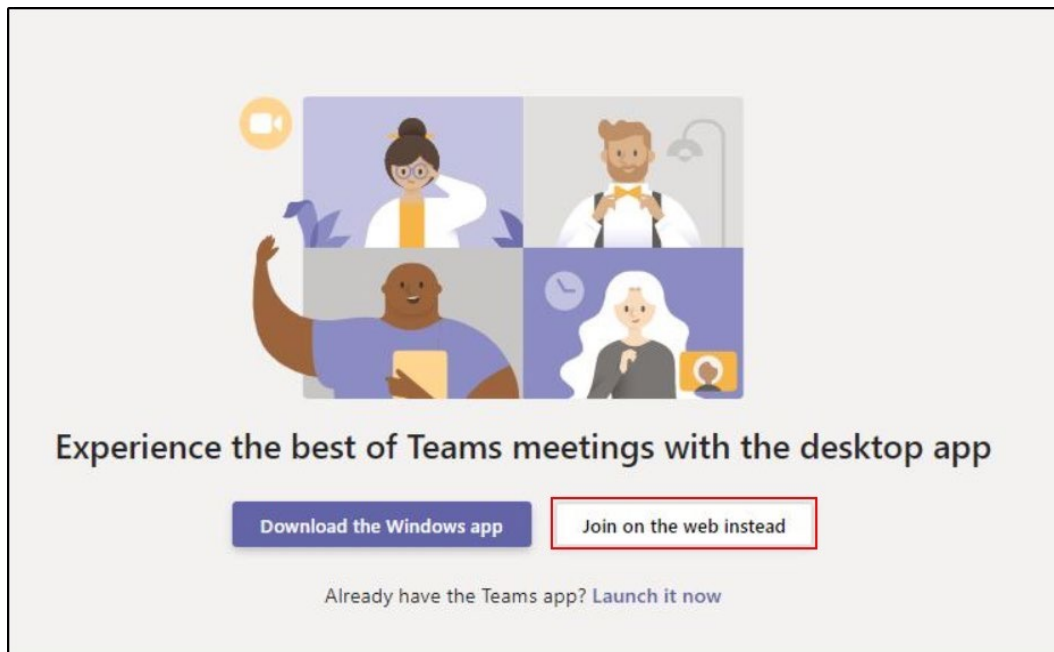 Experience the best of Teams meetings with the desktop app
Download the Windows app
Join on the web instead
Already have the Teams app? Launch it now